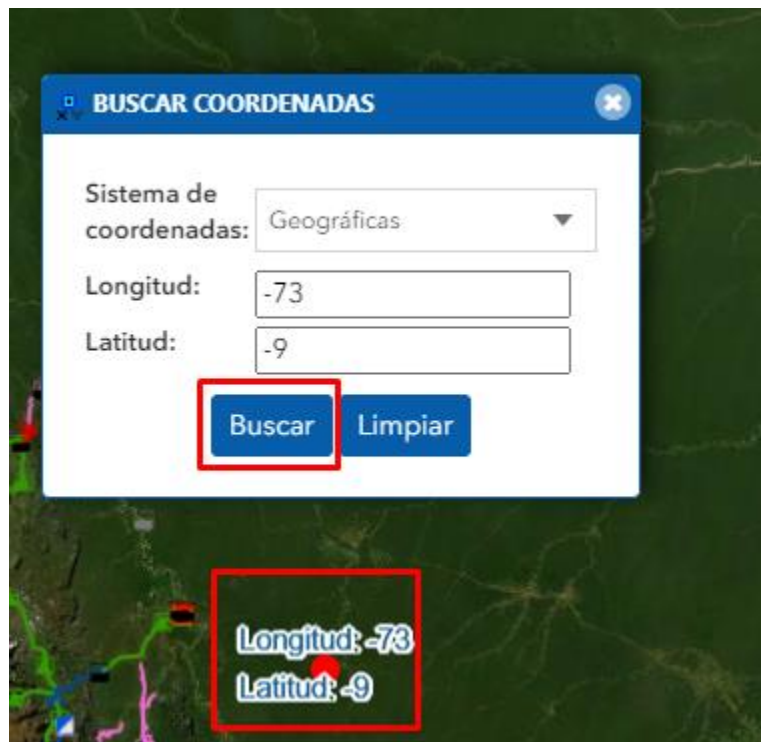 BUSCAR COORDENADAS
Sistema de
coordenadas:
Geográficas
Longitud:
-73
Latitud:
-9
Buscar
Limpiar
Longitud: -73
Latitud: -9